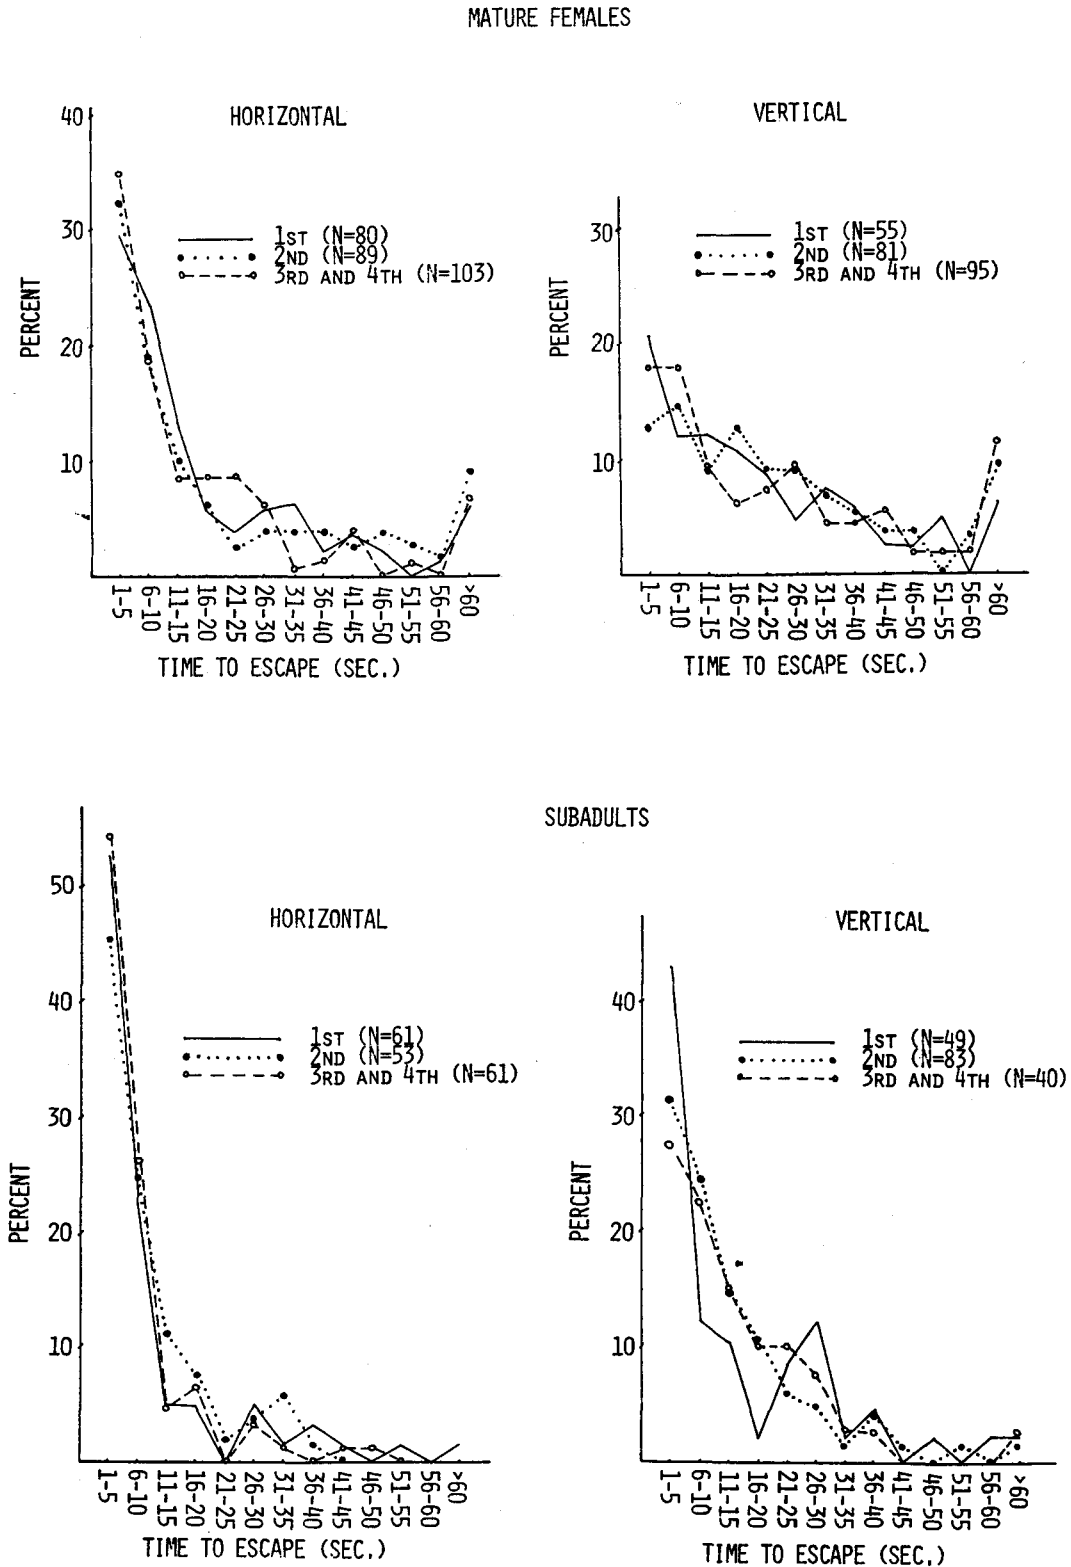 MATURE FEMALES
HORIZONTAL
40
30
20
10
PERCENT
1ST (N=80)
2ND (N=89)
3RD AND 4TH (N=103)
1-5
6-10
11-15
16-20
21-25
26-30
31-35
36-40
41-45
46-50
51-55
56-60
>60
TIME TO ESCAPE (SEC.)
VERTICAL
30
20
10
PERCENT
1ST (N=55)
2ND (N=81)
3RD AND 4TH (N=95)
1-5
6-10
11-15
16-20
21-25
26-30
31-35
36-40
41-45
46-50
51-55
56-60
>60
TIME TO ESCAPE (SEC.)
SUBADULTS
HORIZONTAL
50
40
30
20
10
PERCENT
1ST (N=61)
2ND (N=53)
3RD AND 4TH (N=61)
1-5
6-10
11-15
16-20
21-25
26-30
31-35
36-40
41-45
46-50
51-55
56-60
>60
TIME TO ESCAPE (SEC.)
VERTICAL
40
30
20
10
PERCENT
1ST (N=49)
2ND (N=83)
3RD AND 4TH (N=40)
1-5
6-10
11-15
16-20
21-25
26-30
31-35
36-40
41-45
46-50
51-55
56-60
>60
TIME TO ESCAPE (SEC.)